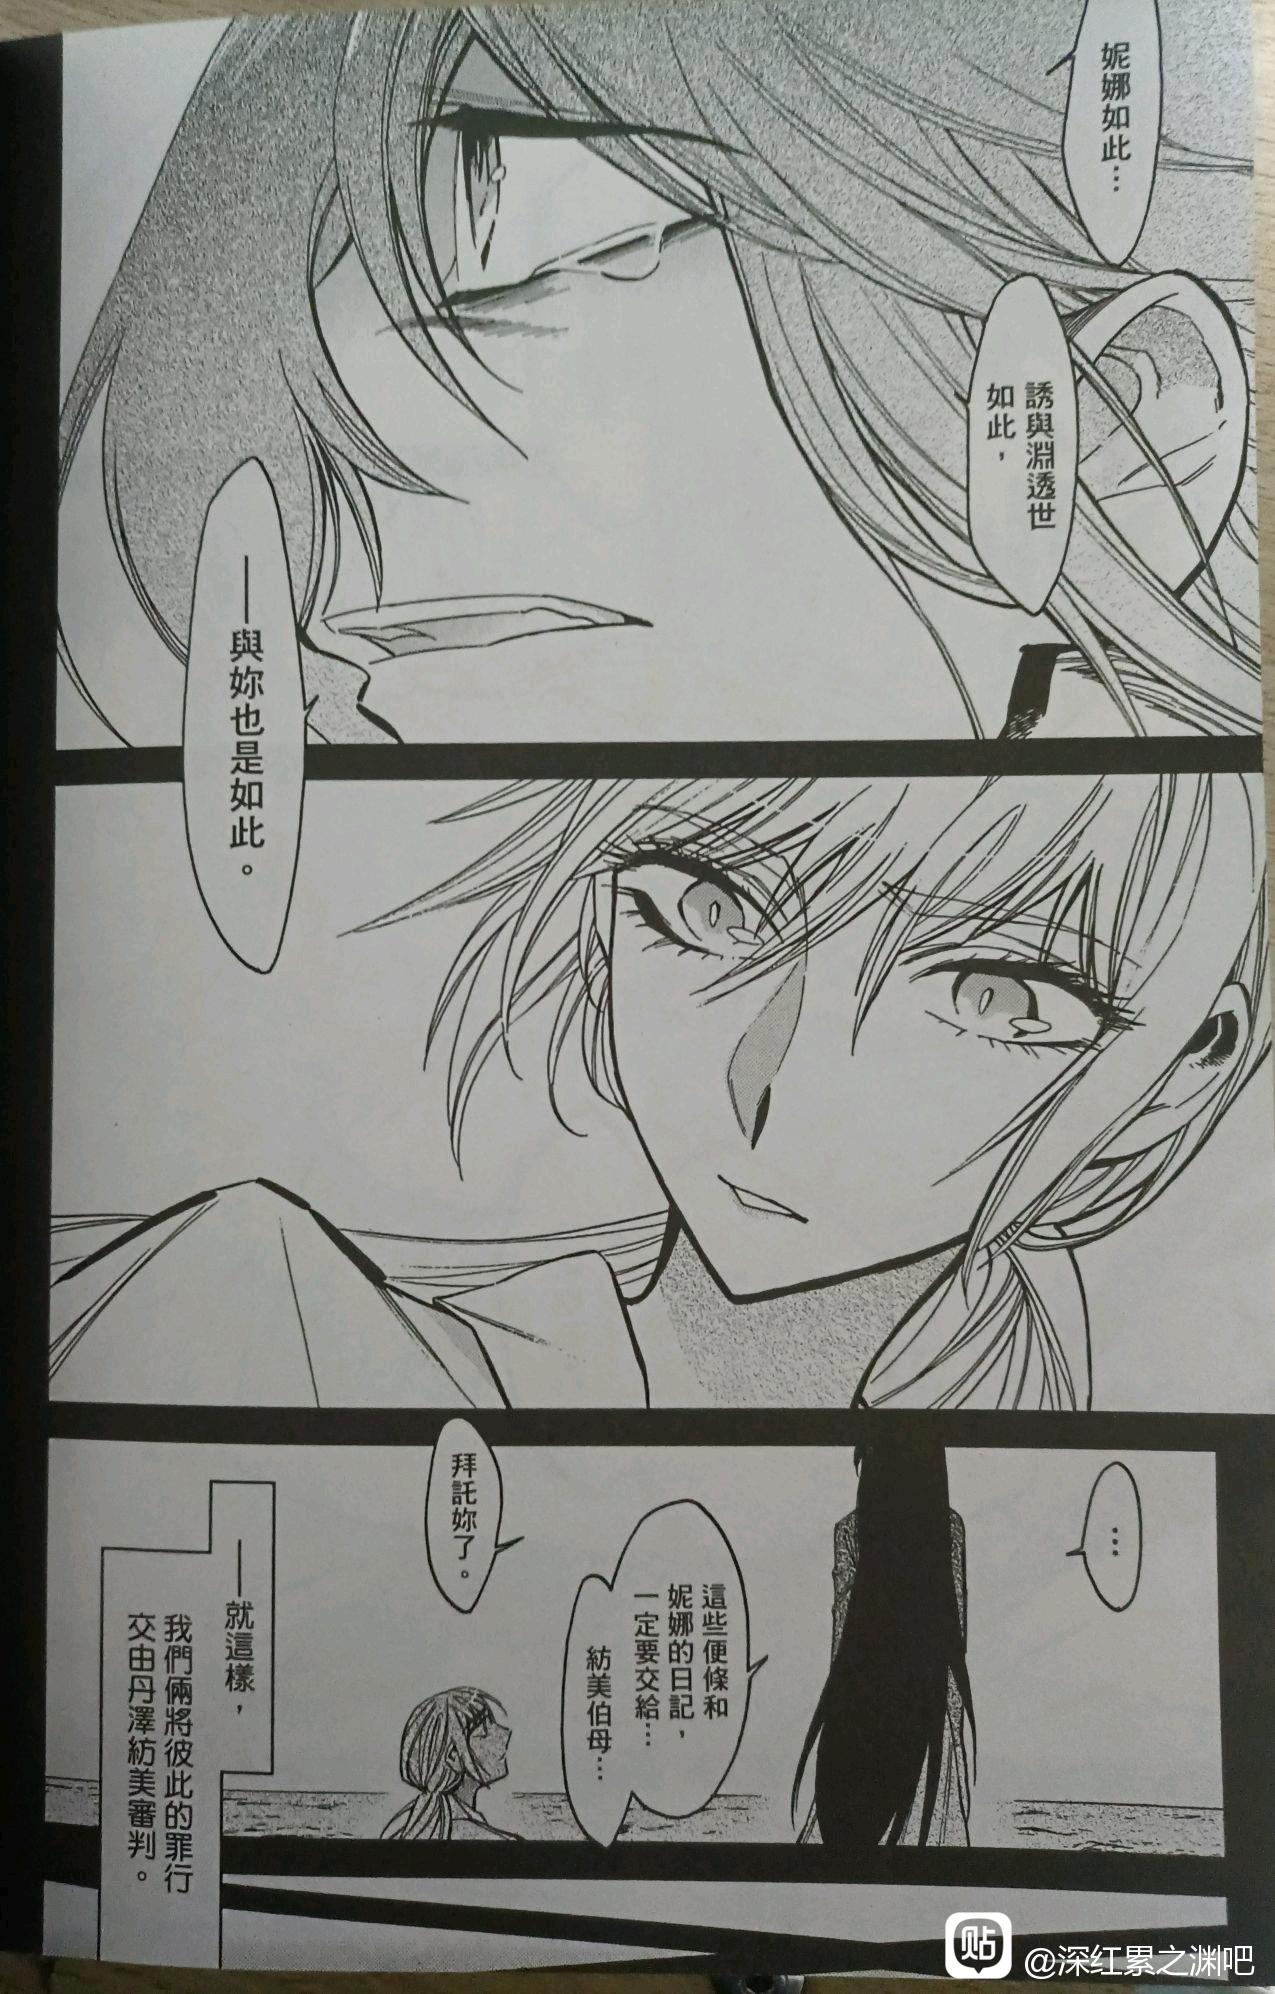 妮娜如此…
誘與淵透世
如此，
——與妳也是如此。
…
這些便條和
妮娜的日記，
一定要交給…
紡美伯母…
拜託妳了。
——就這樣，
我們倆將彼此的罪行
交由丹澤紡美審判。
贴 @深红累之渊吧